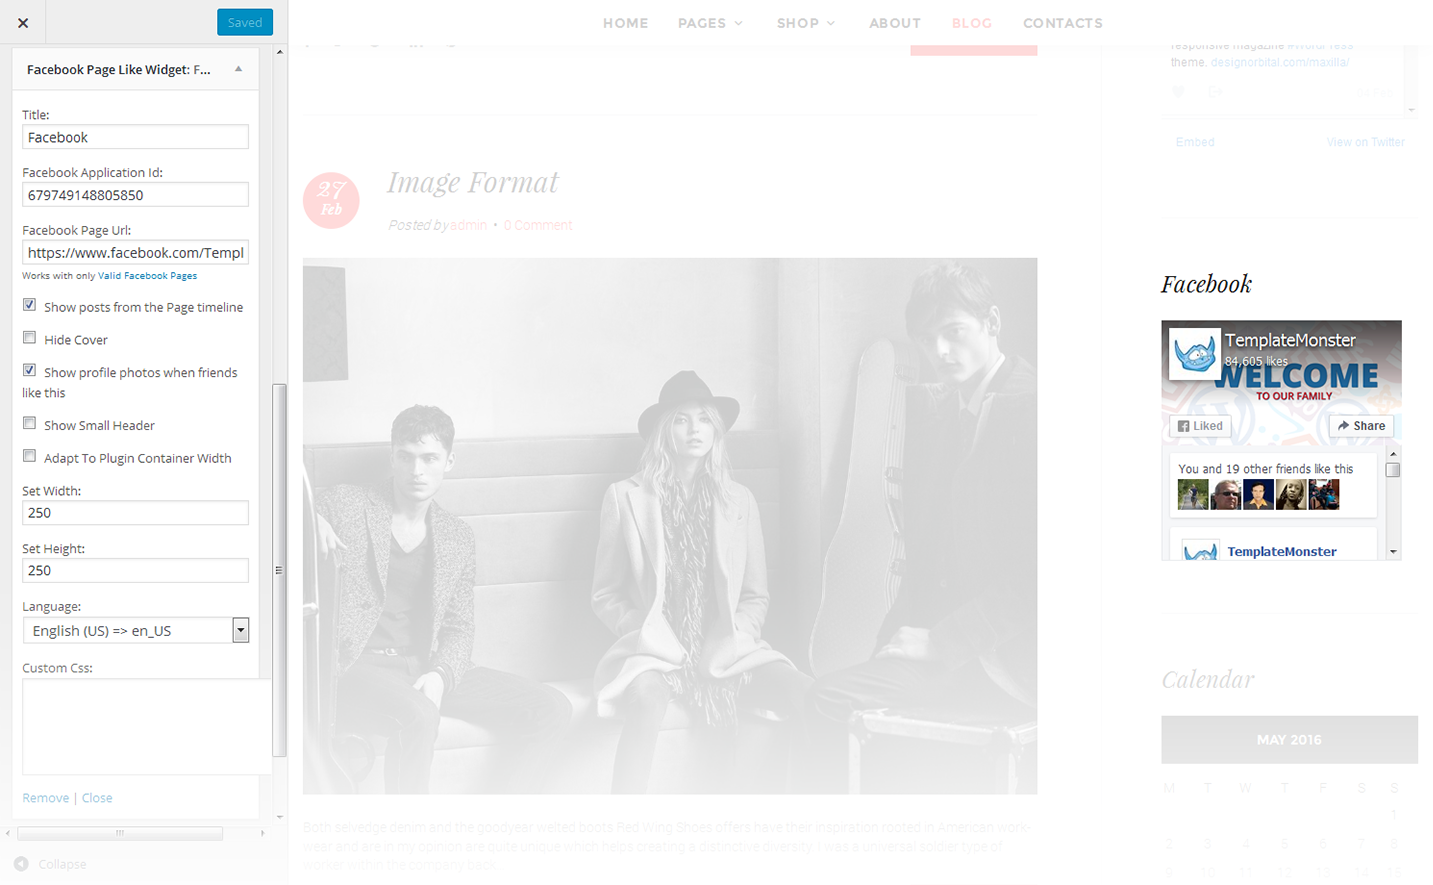 Saved
Facebook Page Like Widget: F...
Title:
Facebook
Facebook Application Id:
679749148805850
Facebook Page Url:
https://www.facebook.com/Templ
Works with only Valid Facebook Pages
Show posts from the Page timeline
Hide Cover
Show profile photos when friends
like this
Show Small Header
Adapt To Plugin Container Width
Set Width:
250
Set Height:
250
Language:
English (US) => en_US
Custom Css:
Remove | Close
Collapse
HOME PAGES SHOP ABOUT BLOG CONTACTS
27
Feb
Image Format
Posted by admin • 0 Comment
Both selvedge denim and the goodyear welted boots Red Wing Shoes offers have their inspiration rooted in American work-
wear and are in my opinion are quite unique which helps creating a distinctive diversity. I was a universal soldier type of
worker within the company back
responsive magazine #WordPress
theme. designorbital.com/maxilla/
Embed View on Twitter
Facebook
TemplateMonster
84,605 likes
WELCOME
TO OUR FAMILY
Liked Share
You and 19 other friends like this
TemplateMonster
Calendar
MAY 2016
M T W T F S S
1
2 3 4 5 6 7 8
9 10 11 12 13 14 15